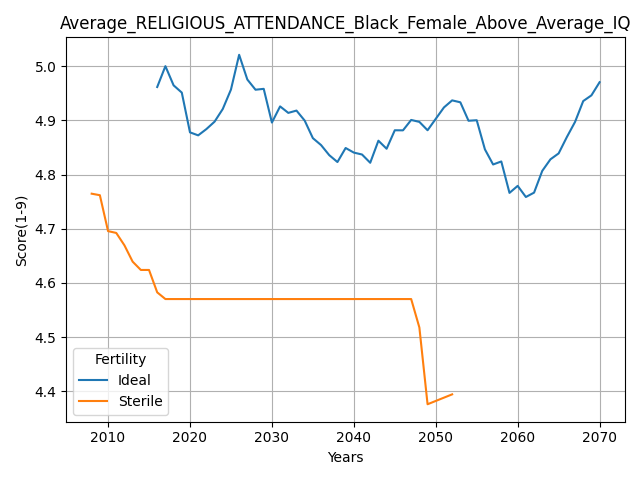 Average_RELIGIOUS_ATTENDANCE_Black_Female_Above_Average_IQ
Score(1-9)
5.0
4.9
4.8
4.7
4.6
4.5
4.4
Fertility
Ideal
Sterile
2010 2020 2030 2040 2050 2060 2070
Years